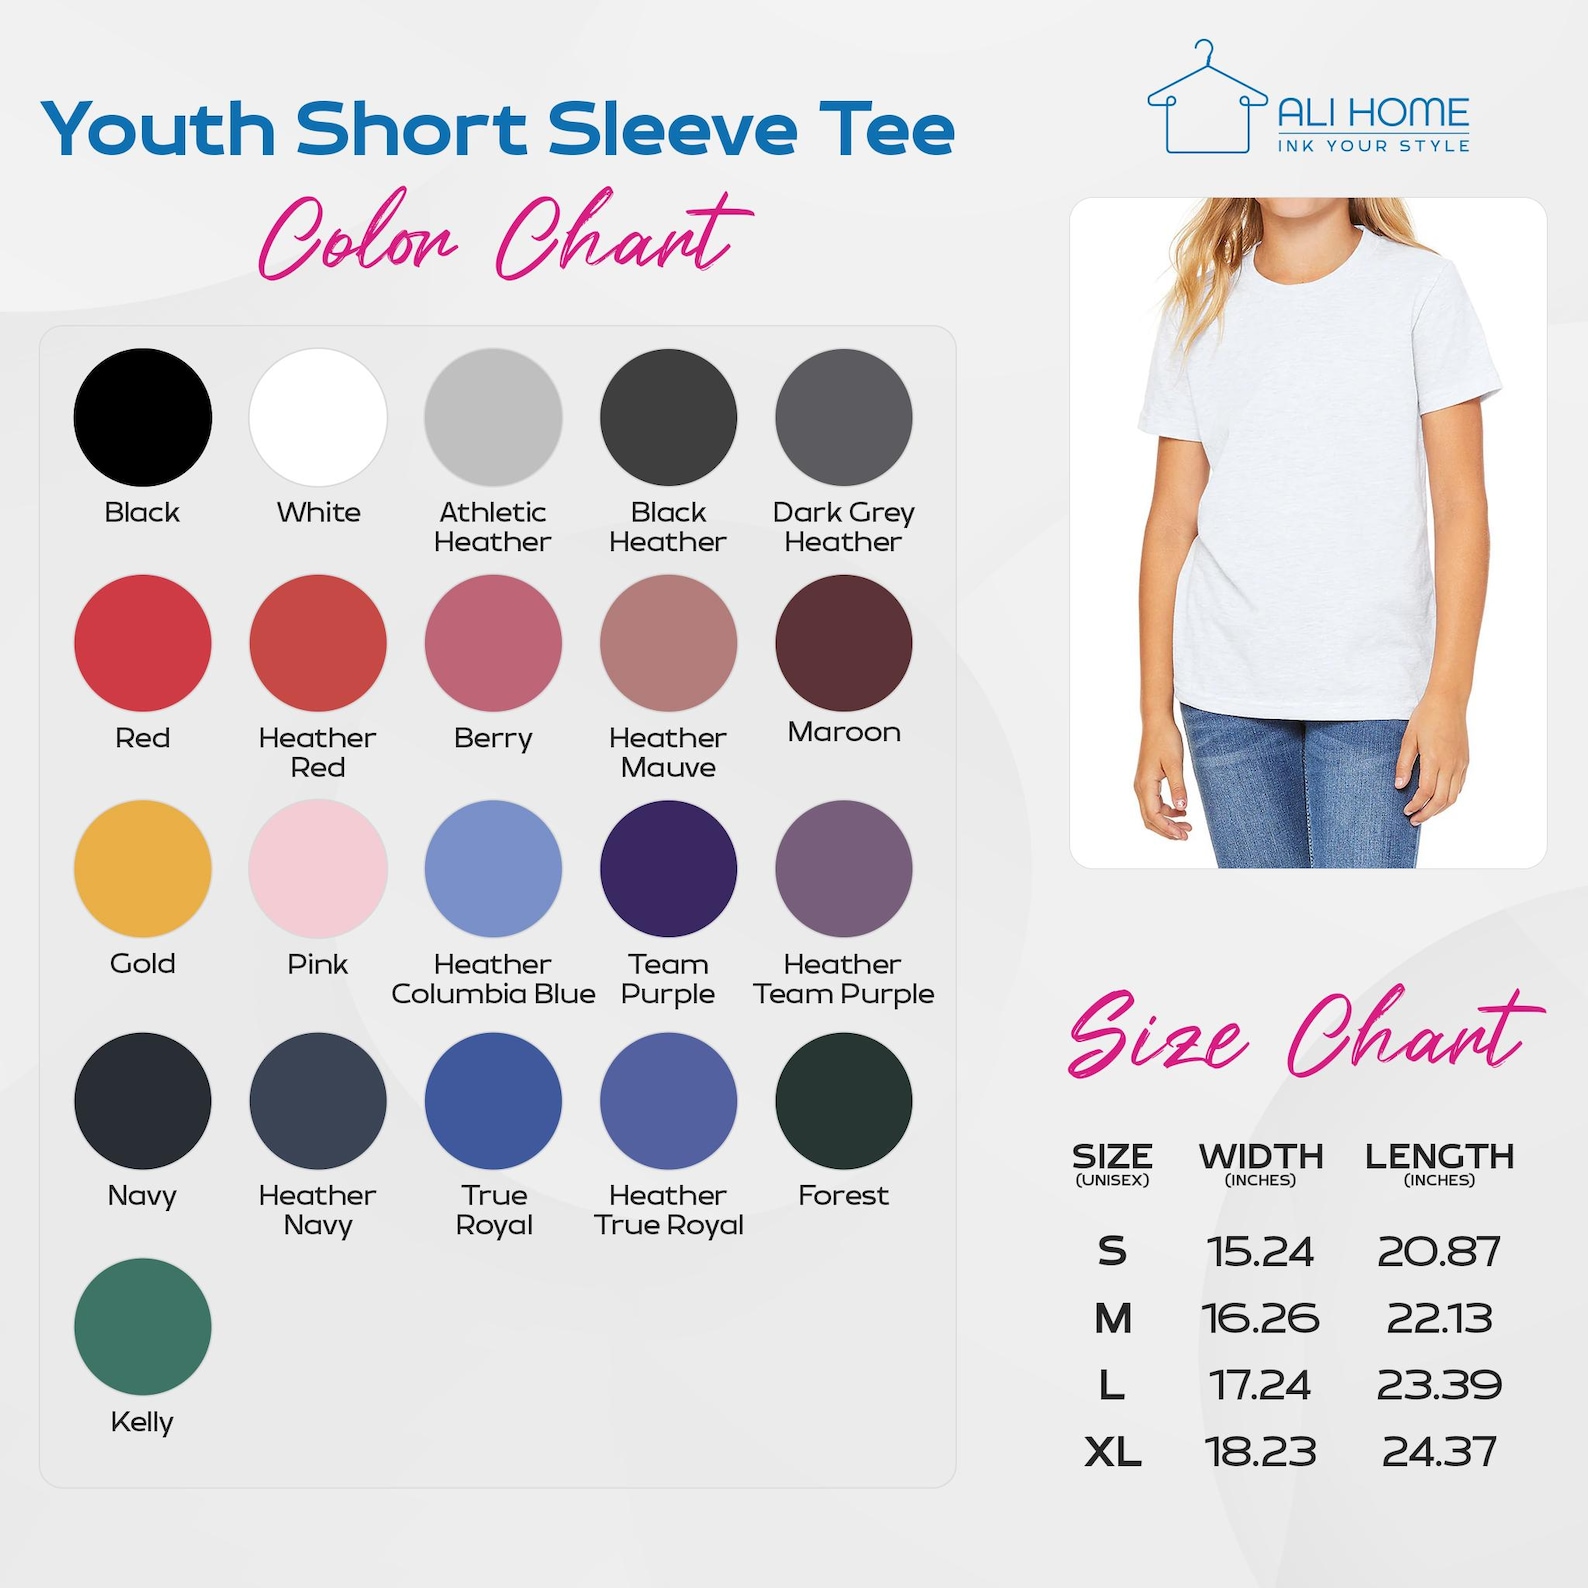 Youth Short Sleeve Tee
Color Chart
ALI HOME
INK YOUR STYLE
Black
White
Athletic
Heather
Black
Heather
Dark Grey
Heather
Red
Heather
Red
Berry
Heather
Mauve
Maroon
Gold
Pink
Heather
Columbia Blue
Team
Purple
Heather
Team Purple
Navy
Heather
Navy
True
Royal
Heather
True Royal
Forest
Kelly
Size Chart
SIZE WIDTH LENGTH
(UNISEX) (INCHES) (INCHES)
S 15.24 20.87
M 16.26 22.13
L 17.24 23.39
XL 18.23 24.37